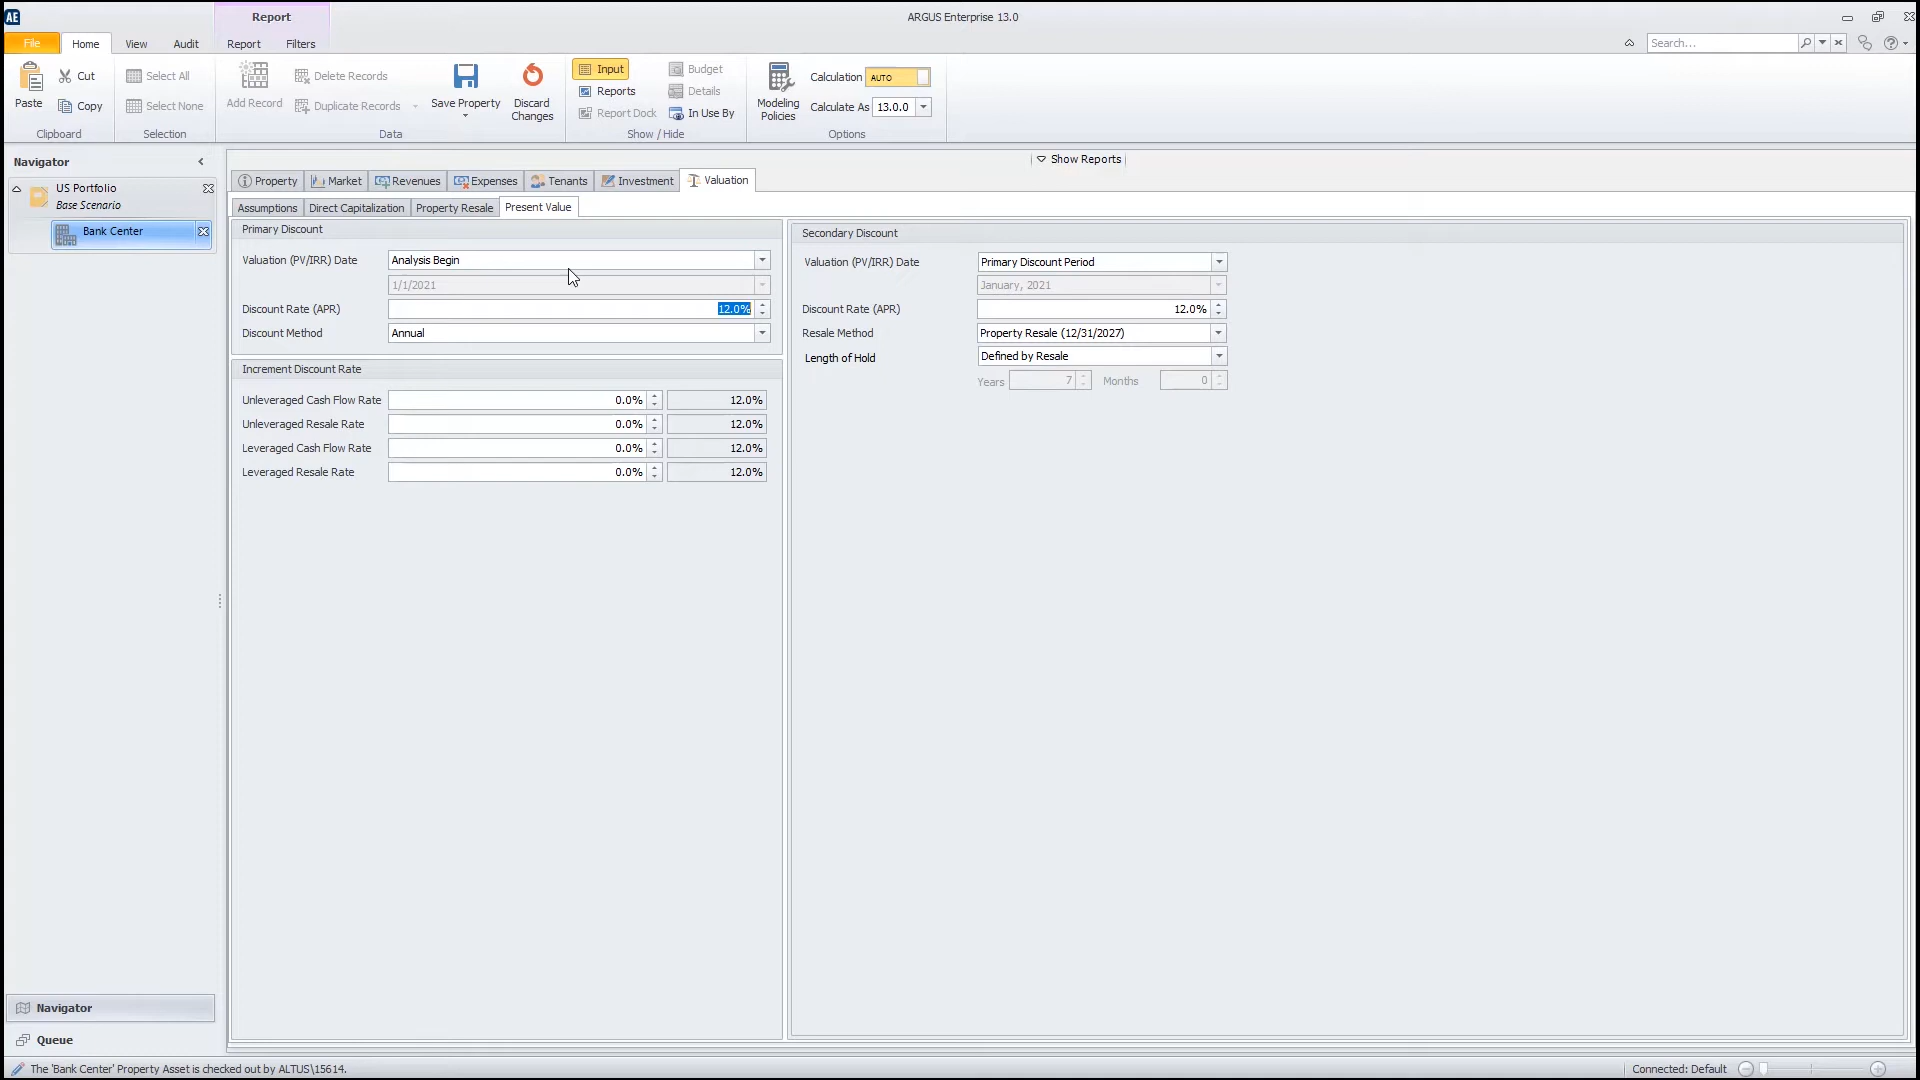 AE
Report
ARGUS Enterprise 13.0
File
Home
View
Audit
Report
Filters
Search...
Paste
Cut
Copy
Clipboard
Select All
Select None
Selection
Add Record
Delete Records
Duplicate Records
Save Property
Discard Changes
Data
Input
Reports
Report Dock
Budget
Details
In Use By
Show / Hide
Modeling Policies
Calculation AUTO
Calculate As 13.0.0
Options
Navigator
US Portfolio
Base Scenario
Bank Center
Show Reports
Property
Market
Revenues
Expenses
Tenants
Investment
Valuation
Assumptions
Direct Capitalization
Property Resale
Present Value
Primary Discount
Valuation (PV/IRR) Date Analysis Begin
1/1/2021
Discount Rate (APR) 12.0%
Discount Method Annual
Increment Discount Rate
Unleveraged Cash Flow Rate 0.0% 12.0%
Unleveraged Resale Rate 0.0% 12.0%
Leveraged Cash Flow Rate 0.0% 12.0%
Leveraged Resale Rate 0.0% 12.0%
Secondary Discount
Valuation (PV/IRR) Date Primary Discount Period
January, 2021
Discount Rate (APR) 12.0%
Resale Method Property Resale (12/31/2027)
Length of Hold Defined by Resale
Years 7 Months 0
Navigator
Queue
The 'Bank Center' Property Asset is checked out by ALTUS\15614.
Connected: Default